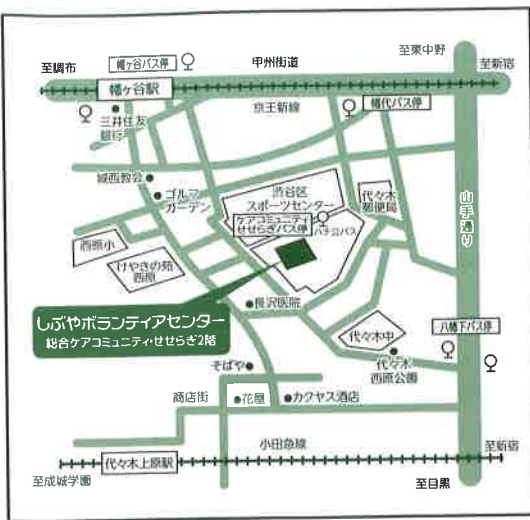 幡ヶ谷バス停
甲州街道
至東中野
至調布
至新宿
幡ヶ谷駅
京王新線
幡代バス停
三井住友
銀行
城西教会
ゴルフ
ガーデン
渋谷区
スポーツセンター
代々木
郵便局
山手通り
ケアコミュニティ
せせらぎバス停
ハチ公バス
西原小
けやきの苑
西原
長沢医院
しぶやボランティアセンター
総合ケアコミュニティ・せせらぎ2階
八幡下バス停
代々木中
代々木
西原公園
そばや
商店街
花屋
カクヤス酒店
小田急線
至新宿
代々木上原駅
至成城学園
至目黒